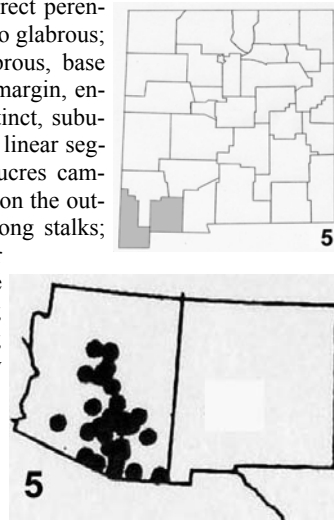 rect peren-
o glabrous;
brous, base
margin, en-
tinct, subu-
linear seg-
ucres cam-
on the out-
ong stalks;
5
5